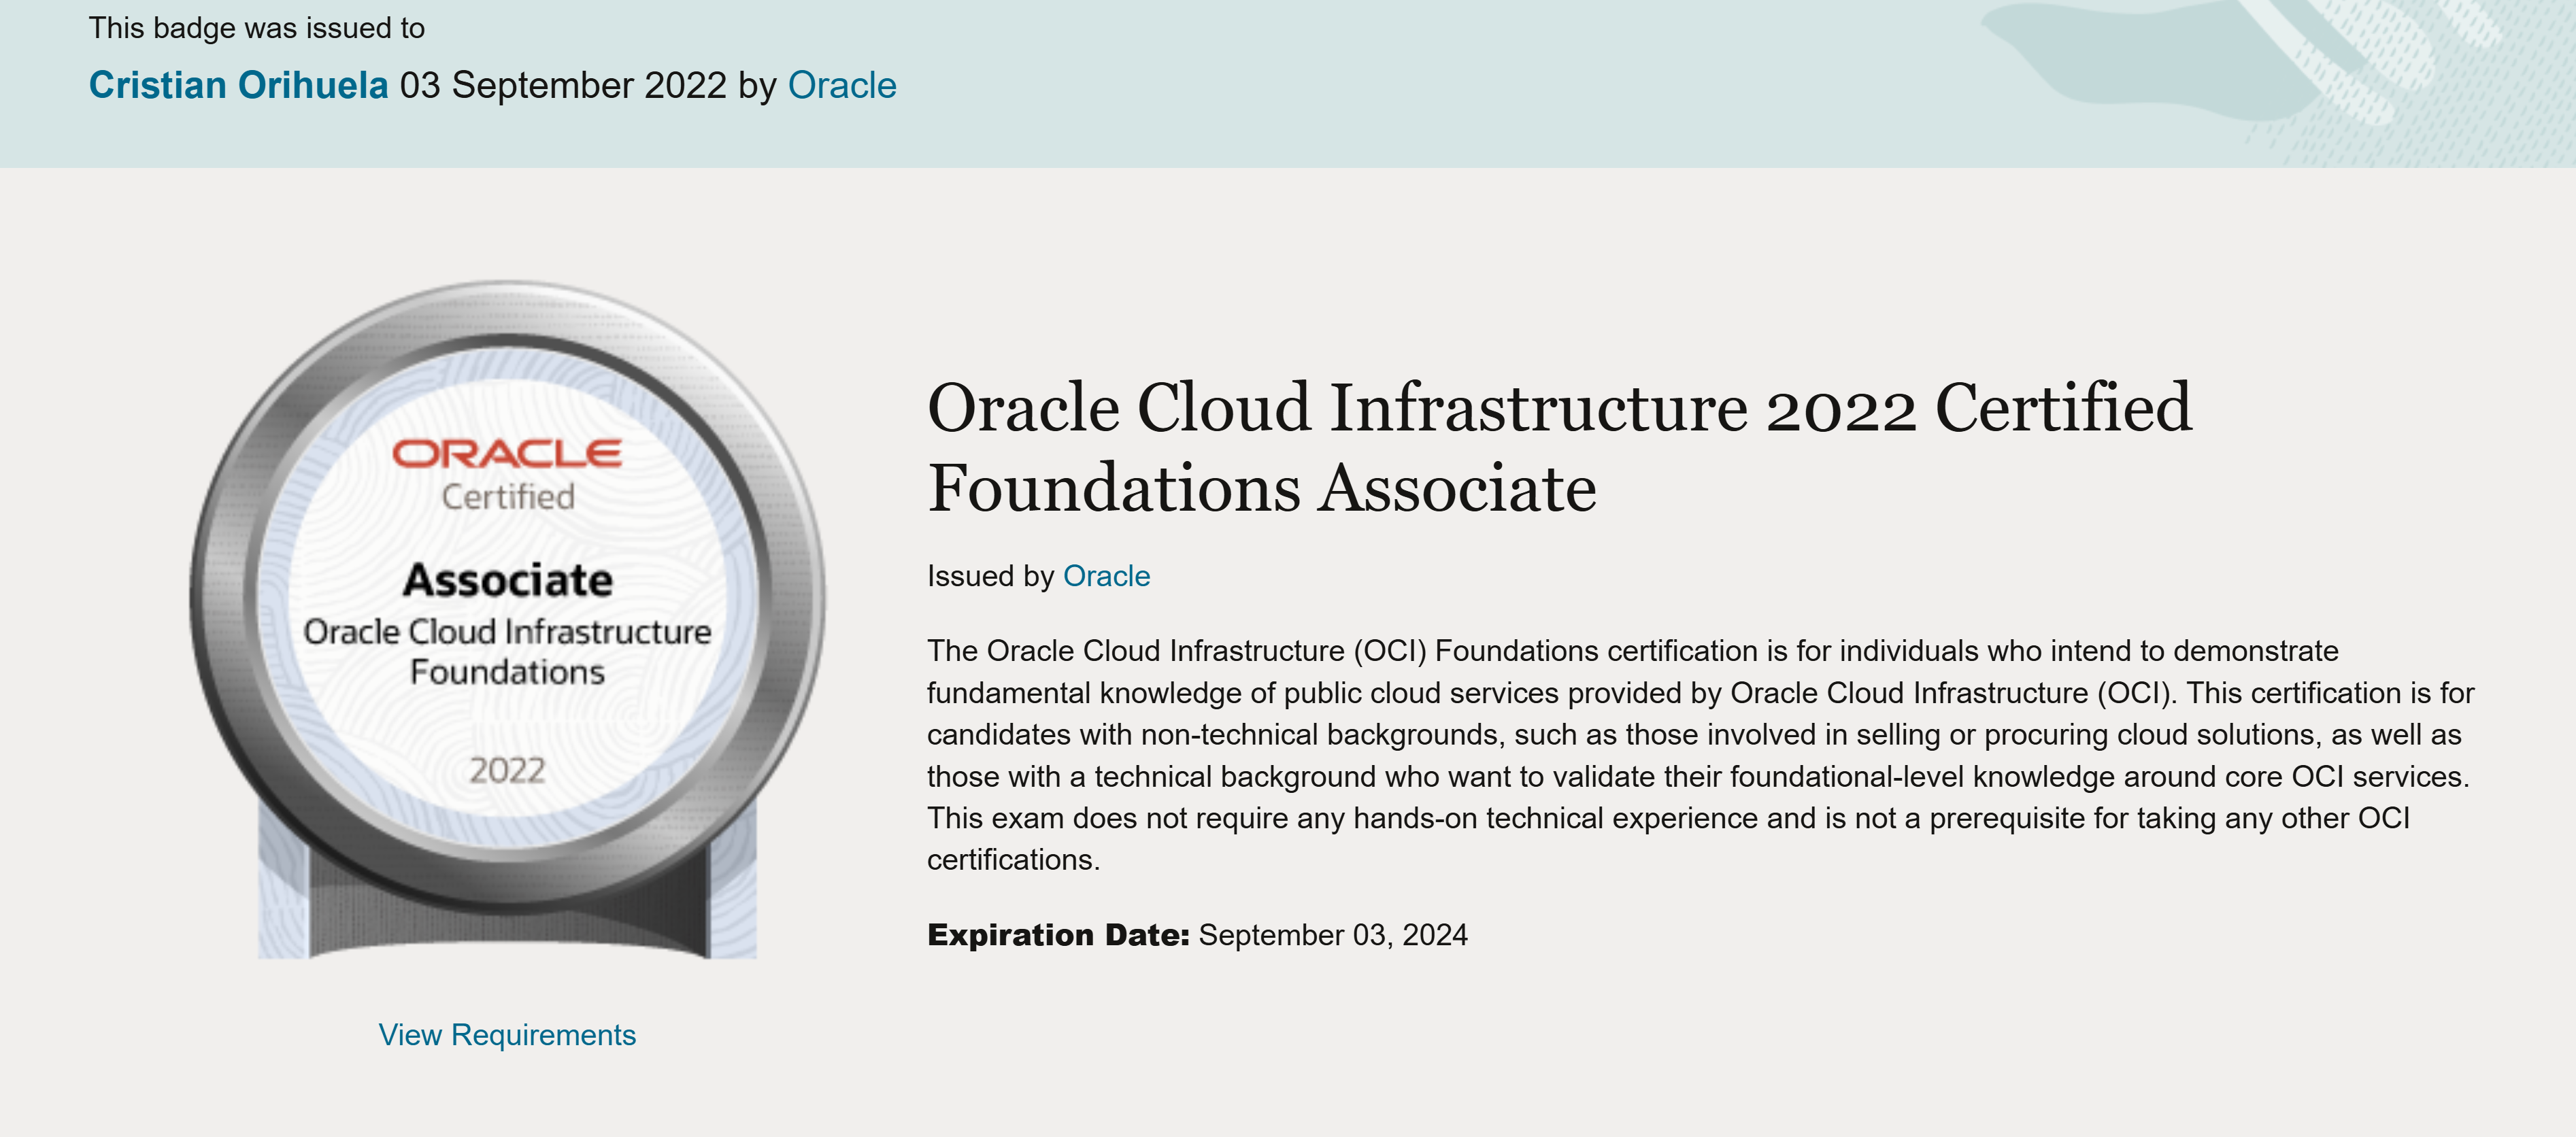 This badge was issued to
Cristian Orihuela 03 September 2022 by Oracle
ORACLE
Certified
Associate
Oracle Cloud Infrastructure
Foundations
2022
View Requirements
Oracle Cloud Infrastructure 2022 Certified
Foundations Associate
Issued by Oracle
The Oracle Cloud Infrastructure (OCI) Foundations certification is for individuals who intend to demonstrate
fundamental knowledge of public cloud services provided by Oracle Cloud Infrastructure (OCI). This certification is for
candidates with non-technical backgrounds, such as those involved in selling or procuring cloud solutions, as well as
those with a technical background who want to validate their foundational-level knowledge around core OCI services.
This exam does not require any hands-on technical experience and is not a prerequisite for taking any other OCI
certifications.
Expiration Date: September 03, 2024